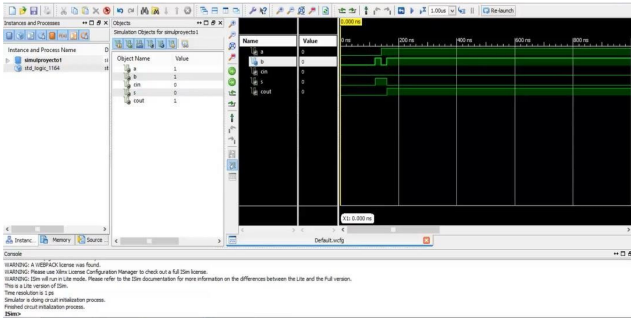 1.00us
Re-launch
Instances and Processes
Objects
Simulation Objects for simulproyecto1
Instance and Process Name
D
simulproyecto1
std_logic_1164
Object Name
Value
a
1
b
1
cin
0
s
0
cout
1
Name
Value
a
0
b
0
cin
0
s
0
cout
0
0.000 ns
0 ns
200 ns
400 ns
600 ns
800 ns
X1: 0.000 ns
Instanc...
Memory
Source ...
Default.wcfg
Console
WARNING: A WEBPACK license was found.
WARNING: Please use Xilinx License Configuration Manager to check out a full ISim license.
WARNING: ISim will run in Lite mode. Please refer to the ISim documentation for more information on the differences between the Lite and the Full version.
This is a Lite version of ISim.
Time resolution is 1 ps
Simulator is doing circuit initialization process.
Finished circuit initialization process.
ISim>